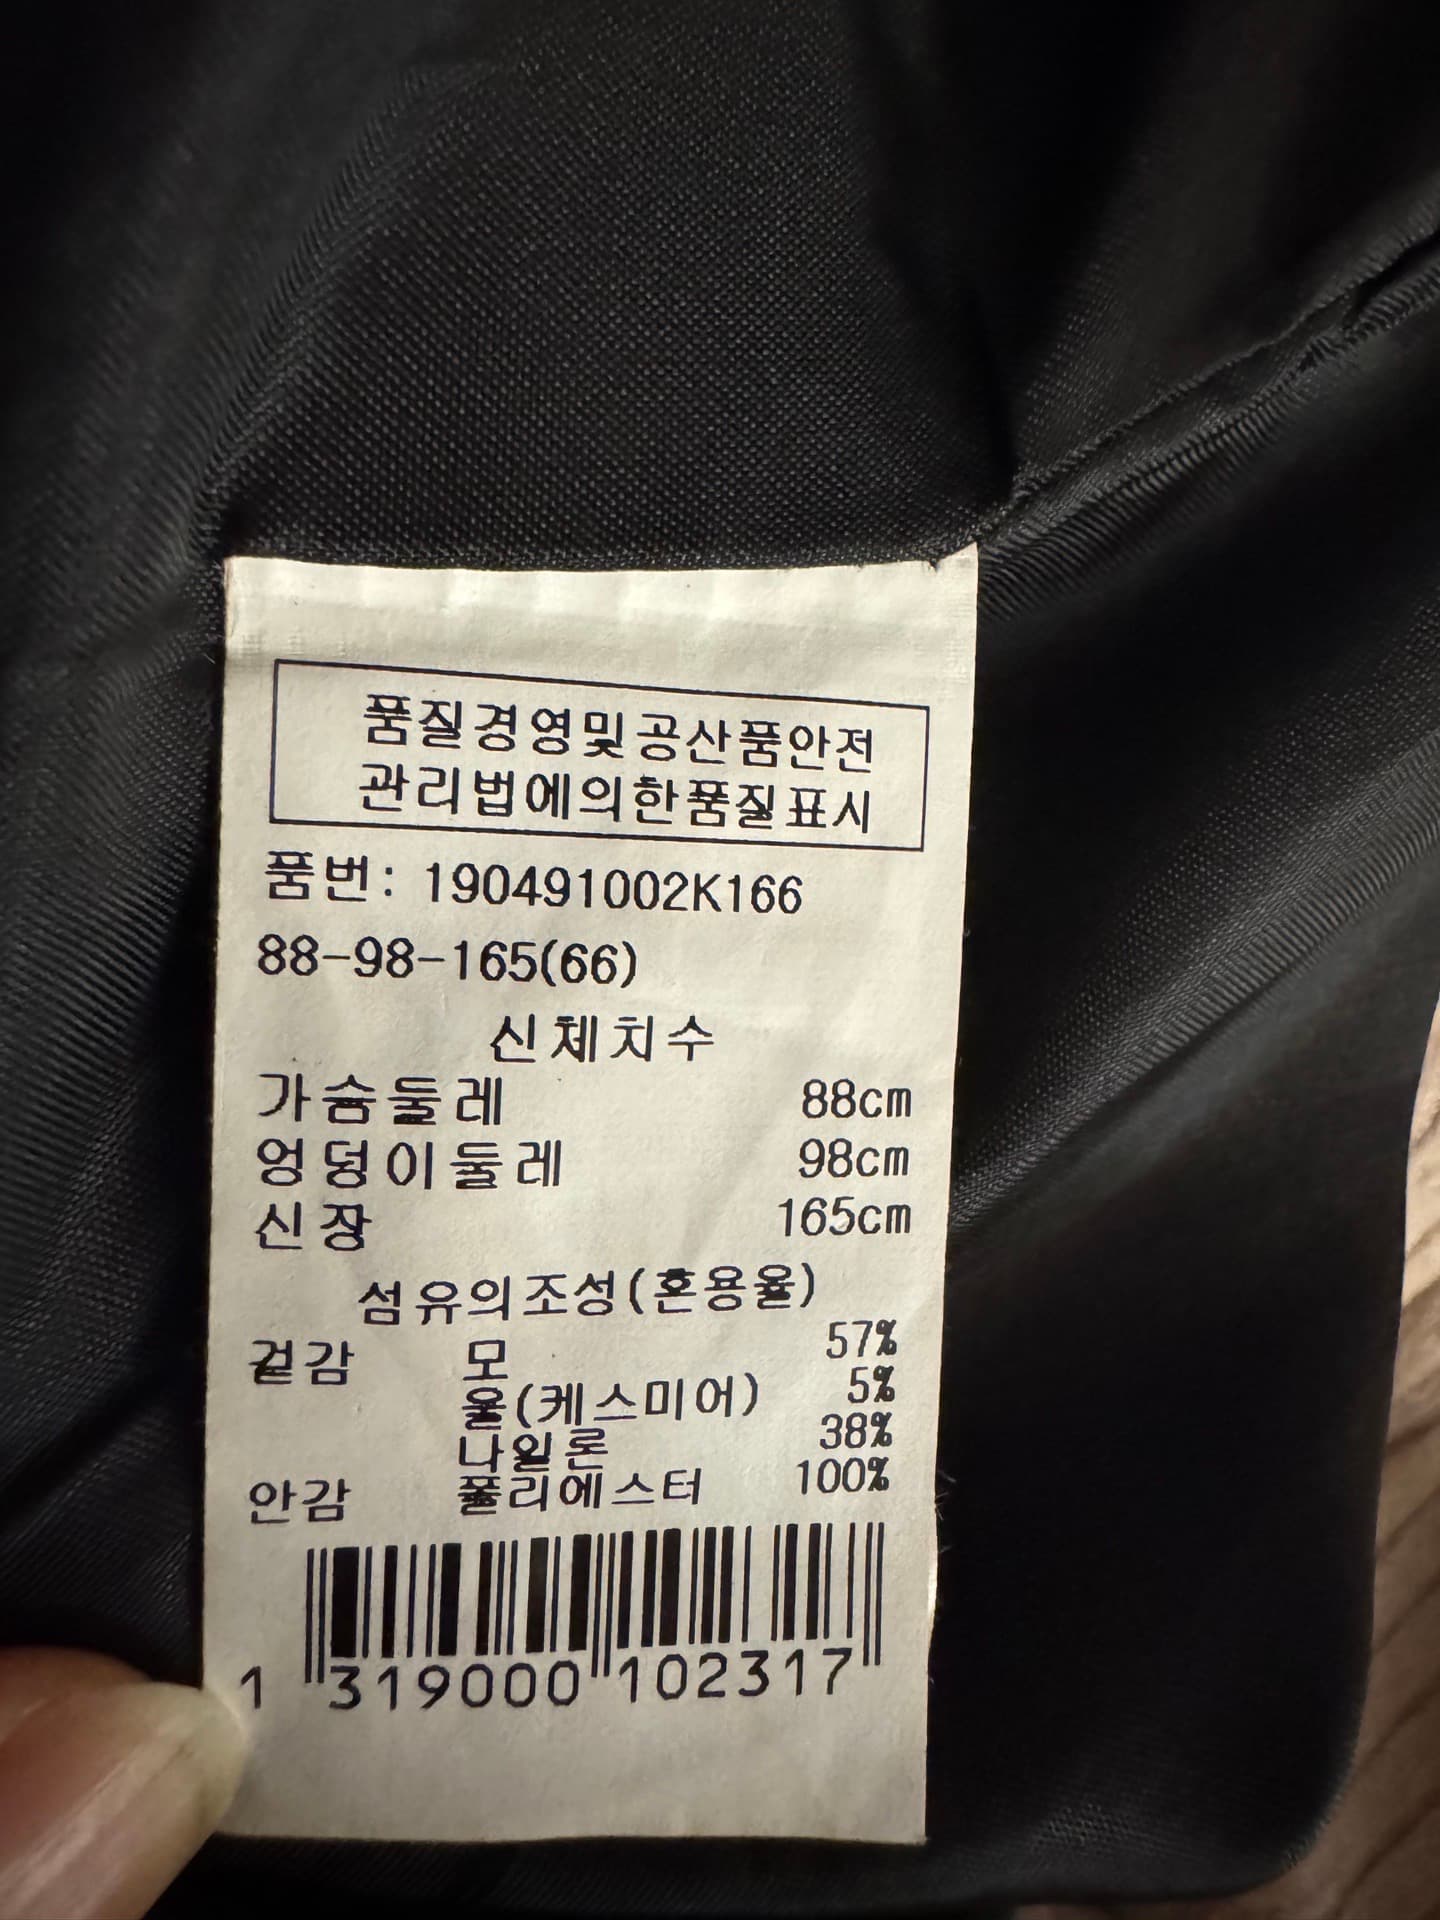 품질경영및공산품안전
관리법에의한품질표시
품번: 190491002K166
88-98-165(66)
신체치수
가슴둘레 88cm
엉덩이둘레 98cm
신장 165cm
섬유의조성(혼용율)
겉감 모 57%
울(케스미어) 5%
나일론 38%
안감 폴리에스터 100%
1 319000 102317